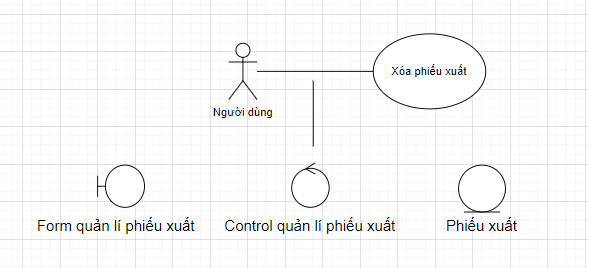 Xóa phiếu xuất
Người dùng
Form quản lí phiếu xuất
Control quản lí phiếu xuất
Phiếu xuất